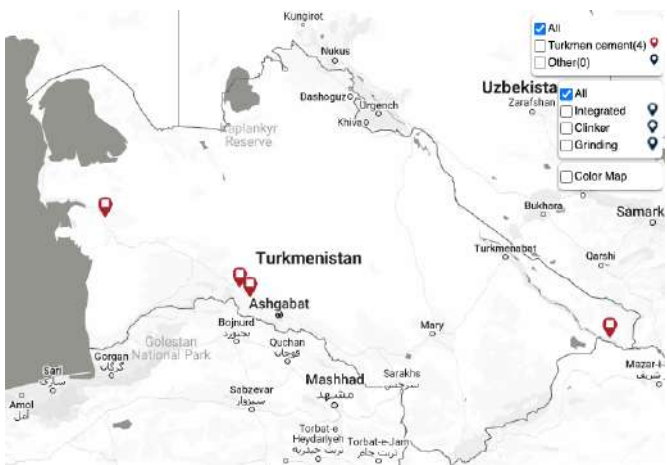 Kungirot
All
Turkmen cement(4)
Other(0)
Nukus
Uzbekista
Zarafshan
Dashoguz
Urgench
Khiva
All
Integrated
Clinker
Grinding
Kaplankyr
Reserve
Color Map
Bukhara
Samark
Turkmenabat
Qarshi
Turkmenistan
Ashgabat
Bojnurd
بجنورد
Mary
Golestan
National Park
Quchan
قوچان
Gorgan
گرگان
Sari
ساری
Mashhad
مشهد
Sarakhs
سرخس
Mazar-i-
Sabzevar
سبزوار
Amol
آمل
Torbat-e
Heydariyeh
تربت حیدریه
Torbat-e-Jam
تربت جام